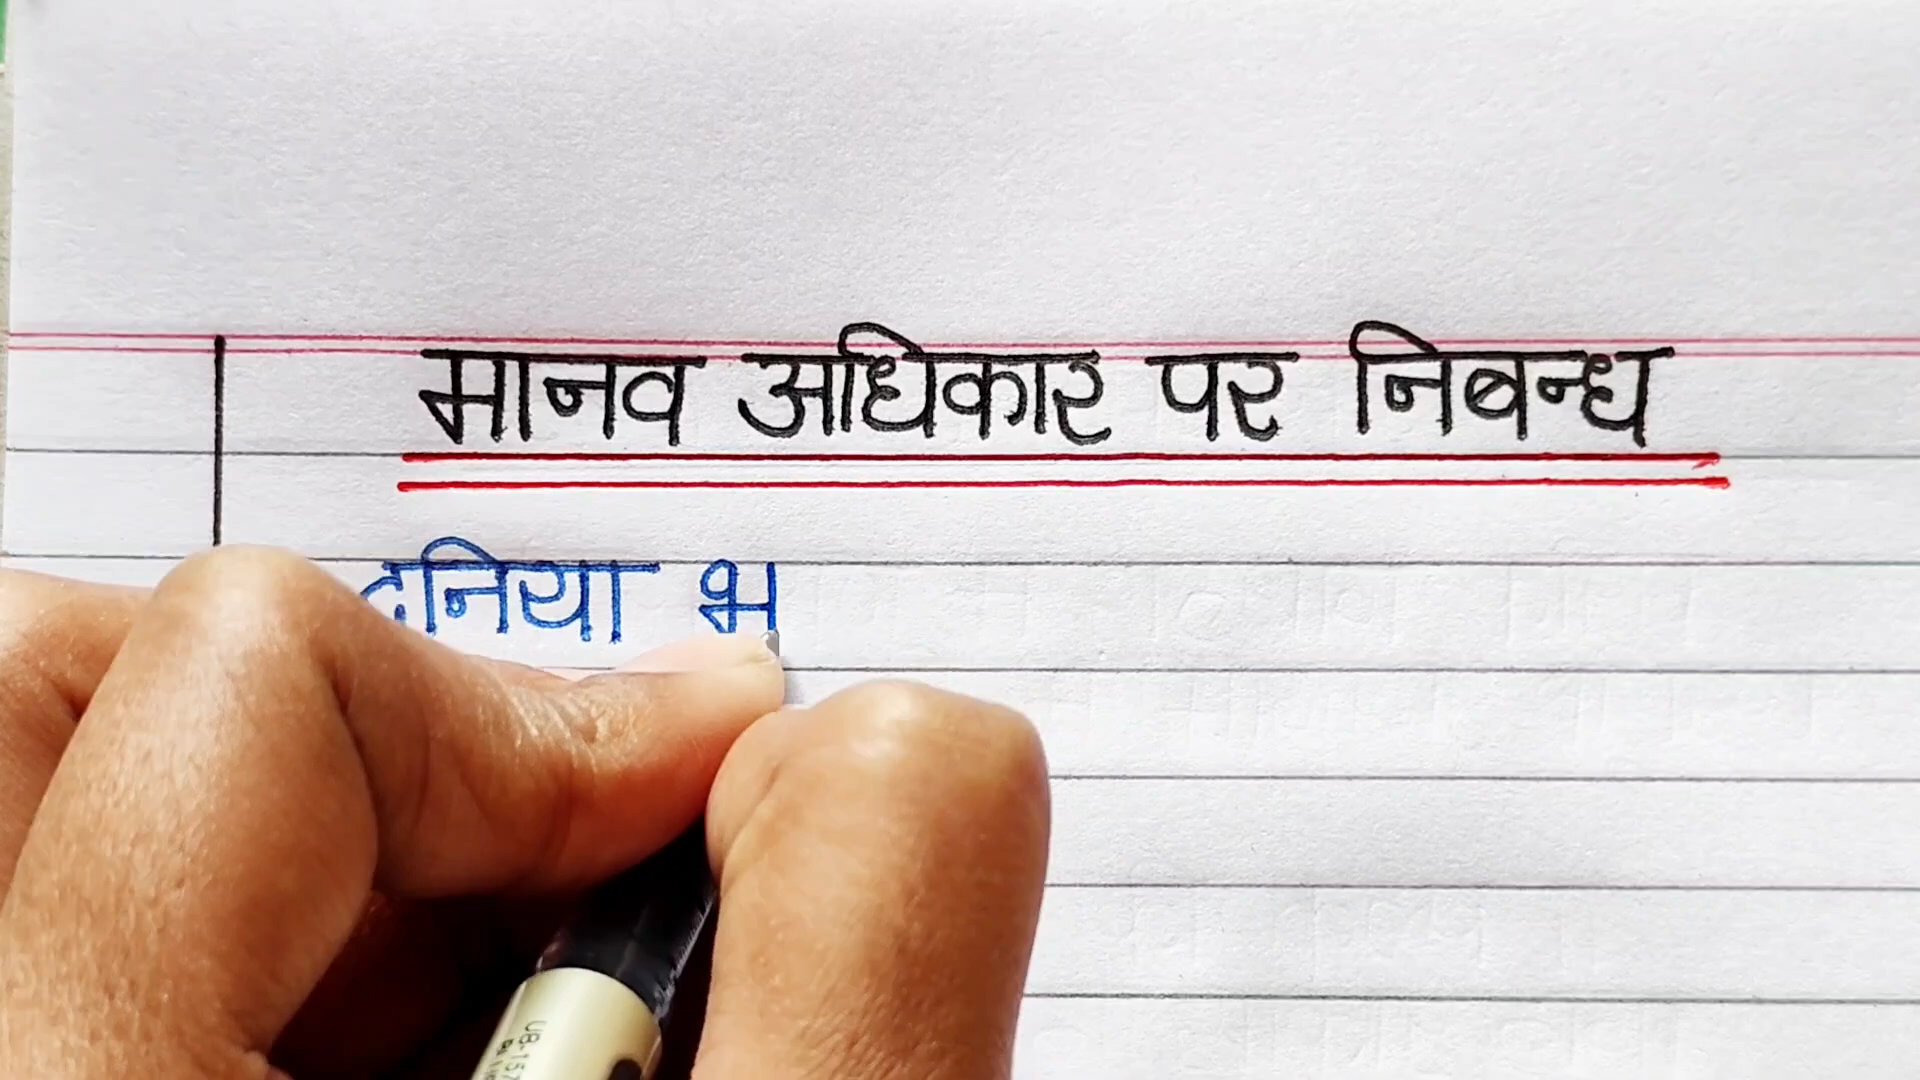 मानव अधिकार पर निबन्ध
दुनिया भ